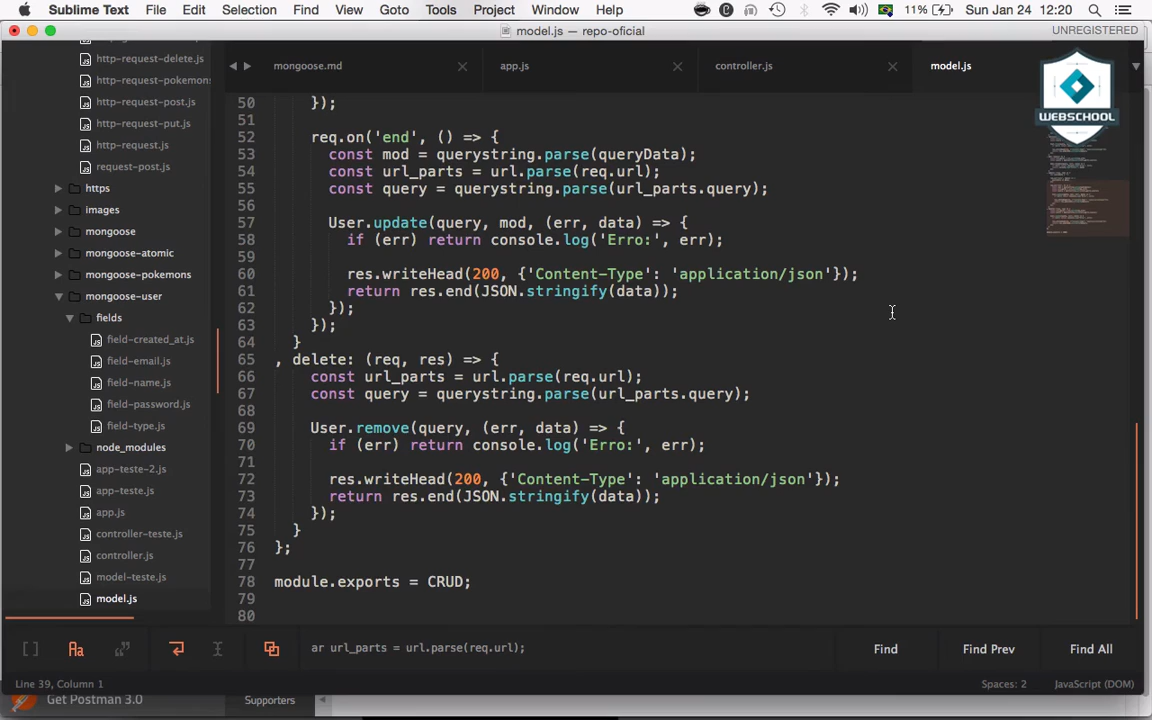 Sublime Text File Edit Selection Find View Goto Tools Project Window Help 11% Sun Jan 24 12:20
model.js — repo-oficial UNREGISTERED
http-request-delete.js
http-request-pokemons
http-request-post.js
http-request-put.js
http-request.js
request-post.js
https
images
mongoose
mongoose-atomic
mongoose-pokemons
mongoose-user
fields
field-created_at.js
field-email.js
field-name.js
field-password.js
field-type.js
node_modules
app-teste-2.js
app-teste.js
app.js
controller-teste.js
controller.js
model-teste.js
model.js
mongoose.md app.js controller.js model.js
WEBSCHOOL
50 });
51
52 req.on('end', () => {
53 const mod = querystring.parse(queryData);
54 const url_parts = url.parse(req.url);
55 const query = querystring.parse(url_parts.query);
56
57 User.update(query, mod, (err, data) => {
58 if (err) return console.log('Erro:', err);
59
60 res.writeHead(200, {'Content-Type': 'application/json'});
61 return res.end(JSON.stringify(data));
62 });
63 });
64 }
65 , delete: (req, res) => {
66 const url_parts = url.parse(req.url);
67 const query = querystring.parse(url_parts.query);
68
69 User.remove(query, (err, data) => {
70 if (err) return console.log('Erro:', err);
71
72 res.writeHead(200, {'Content-Type': 'application/json'});
73 return res.end(JSON.stringify(data));
74 });
75 }
76 };
77
78 module.exports = CRUD;
79
80
ar url_parts = url.parse(req.url); Find Find Prev Find All
Line 39, Column 1 Spaces: 2 JavaScript (DOM)
Get Postman 3.0 Supporters